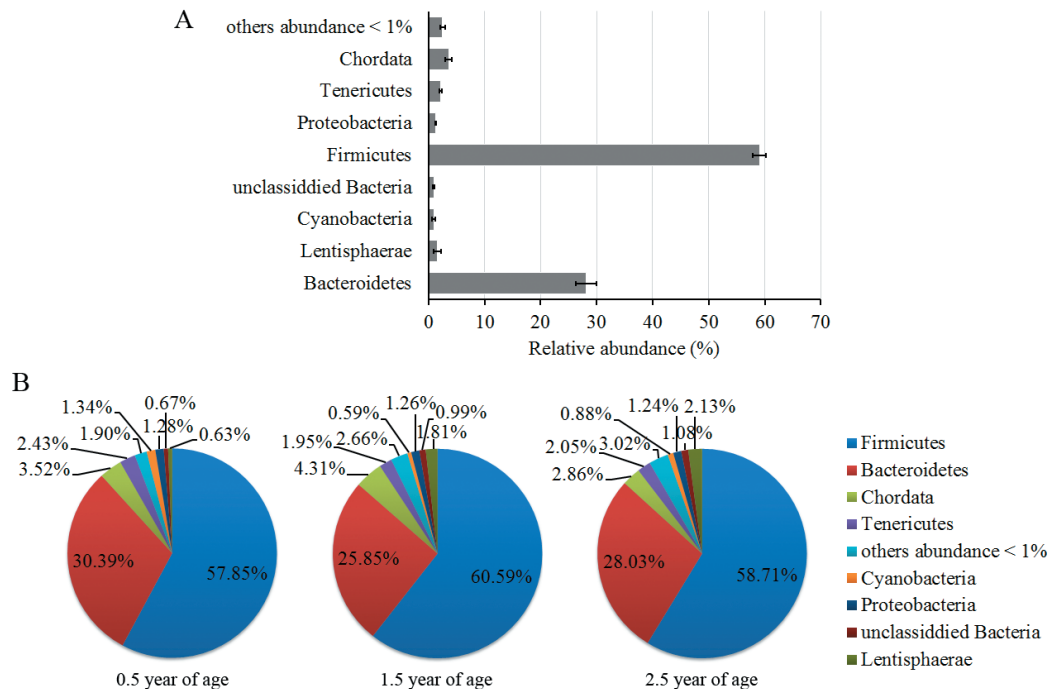 A
others abundance < 1%
Chordata
Tenericutes
Proteobacteria
Firmicutes
unclassiddied Bacteria
Cyanobacteria
Lentisphaerae
Bacteroidetes
0 10 20 30 40 50 60 70
Relative abundance (%)
B
3.52%
2.43%
1.90%
1.34%
1.28%
0.67%
0.63%
30.39%
57.85%
0.5 year of age
4.31%
1.95%
2.66%
0.59%
1.26%
0.99%
1.81%
25.85%
60.59%
1.5 year of age
2.86%
2.05%
3.02%
0.88%
1.24%
1.08%
2.13%
28.03%
58.71%
2.5 year of age
Firmicutes
Bacteroidetes
Chordata
Tenericutes
others abundance < 1%
Cyanobacteria
Proteobacteria
unclassiddied Bacteria
Lentisphaerae